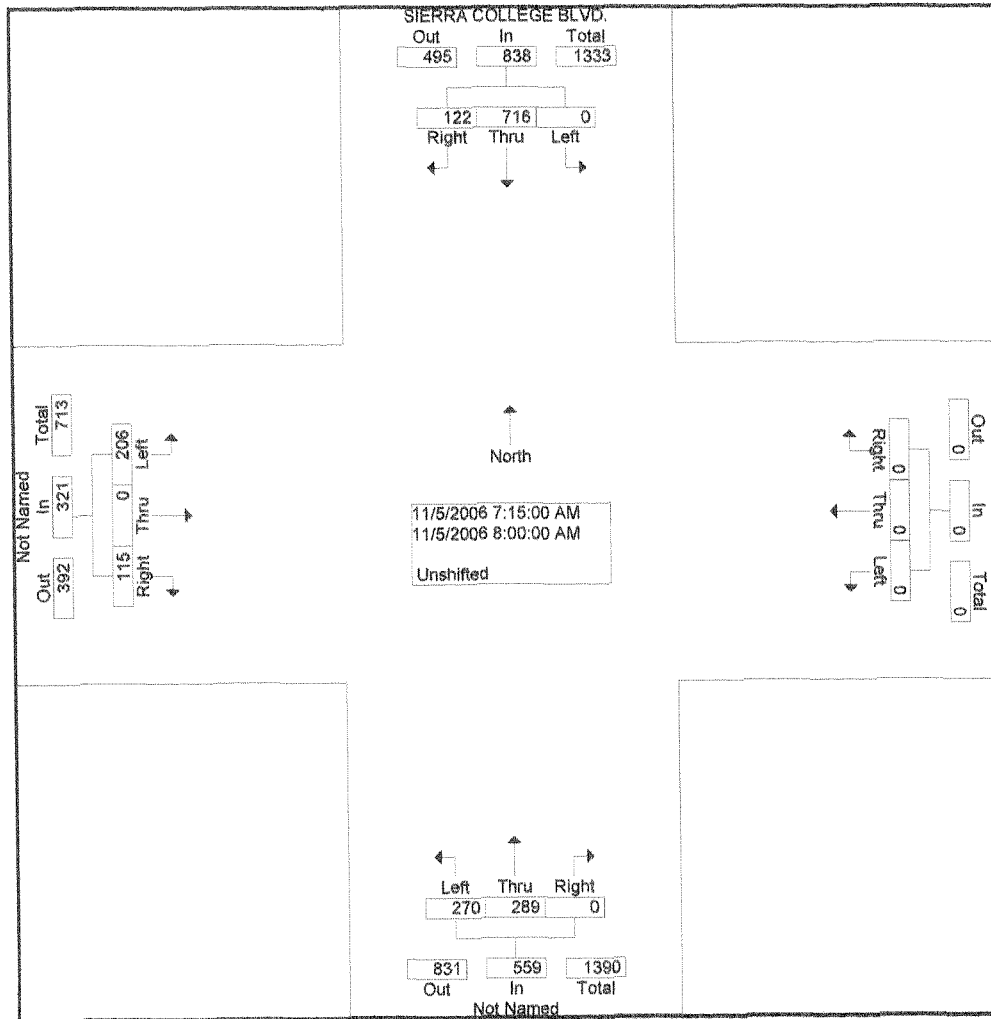 SIERRA COLLEGE BLVD.
Out In Total
495 838 1333
122 716 0
Right Thru Left
Not Named
Total In Out
713 321 392
206 0 115
Left Thru Right
North
11/5/2006 7:15:00 AM
11/5/2006 8:00:00 AM
Unshifted
Right Thru Left
0 0 0
Out In Total
0 0 0
Left Thru Right
270 289 0
831 559 1390
Out In Total
Not Named